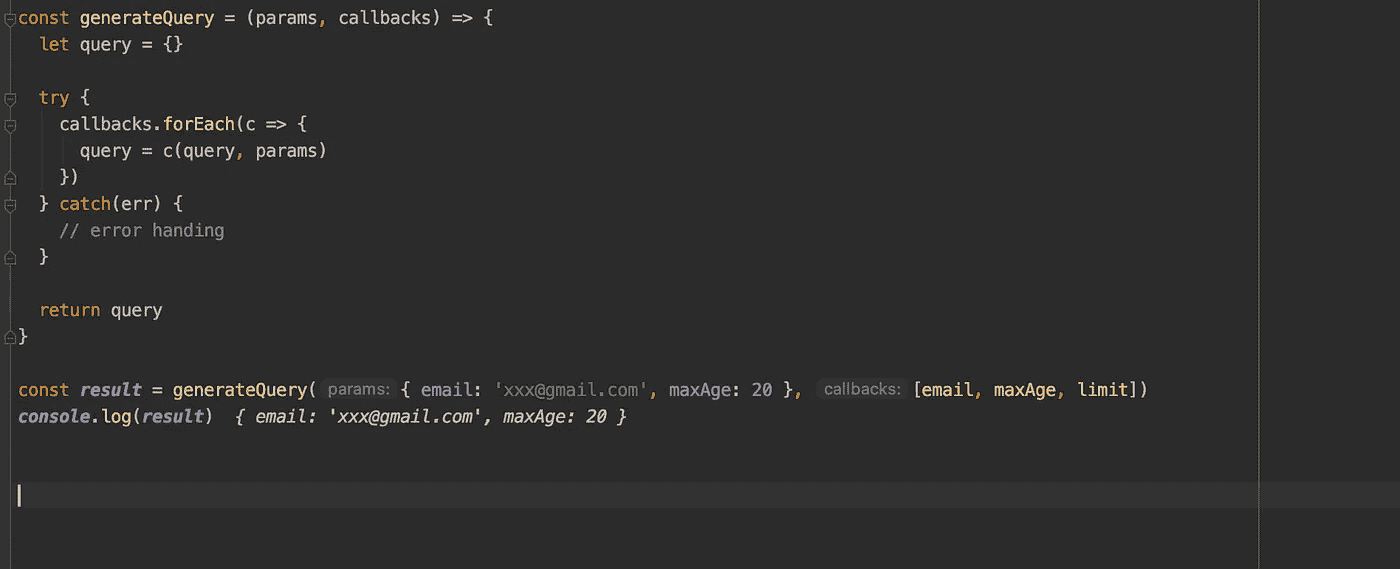 const generateQuery = (params, callbacks) => {
let query = {}
try {
callbacks.forEach(c => {
query = c(query, params)
})
} catch(err) {
// error handing
}
return query
}
const result = generateQuery( params: { email: 'xxx@gmail.com', maxAge: 20 }, callbacks: [email, maxAge, limit])
console.log(result) { email: 'xxx@gmail.com', maxAge: 20 }